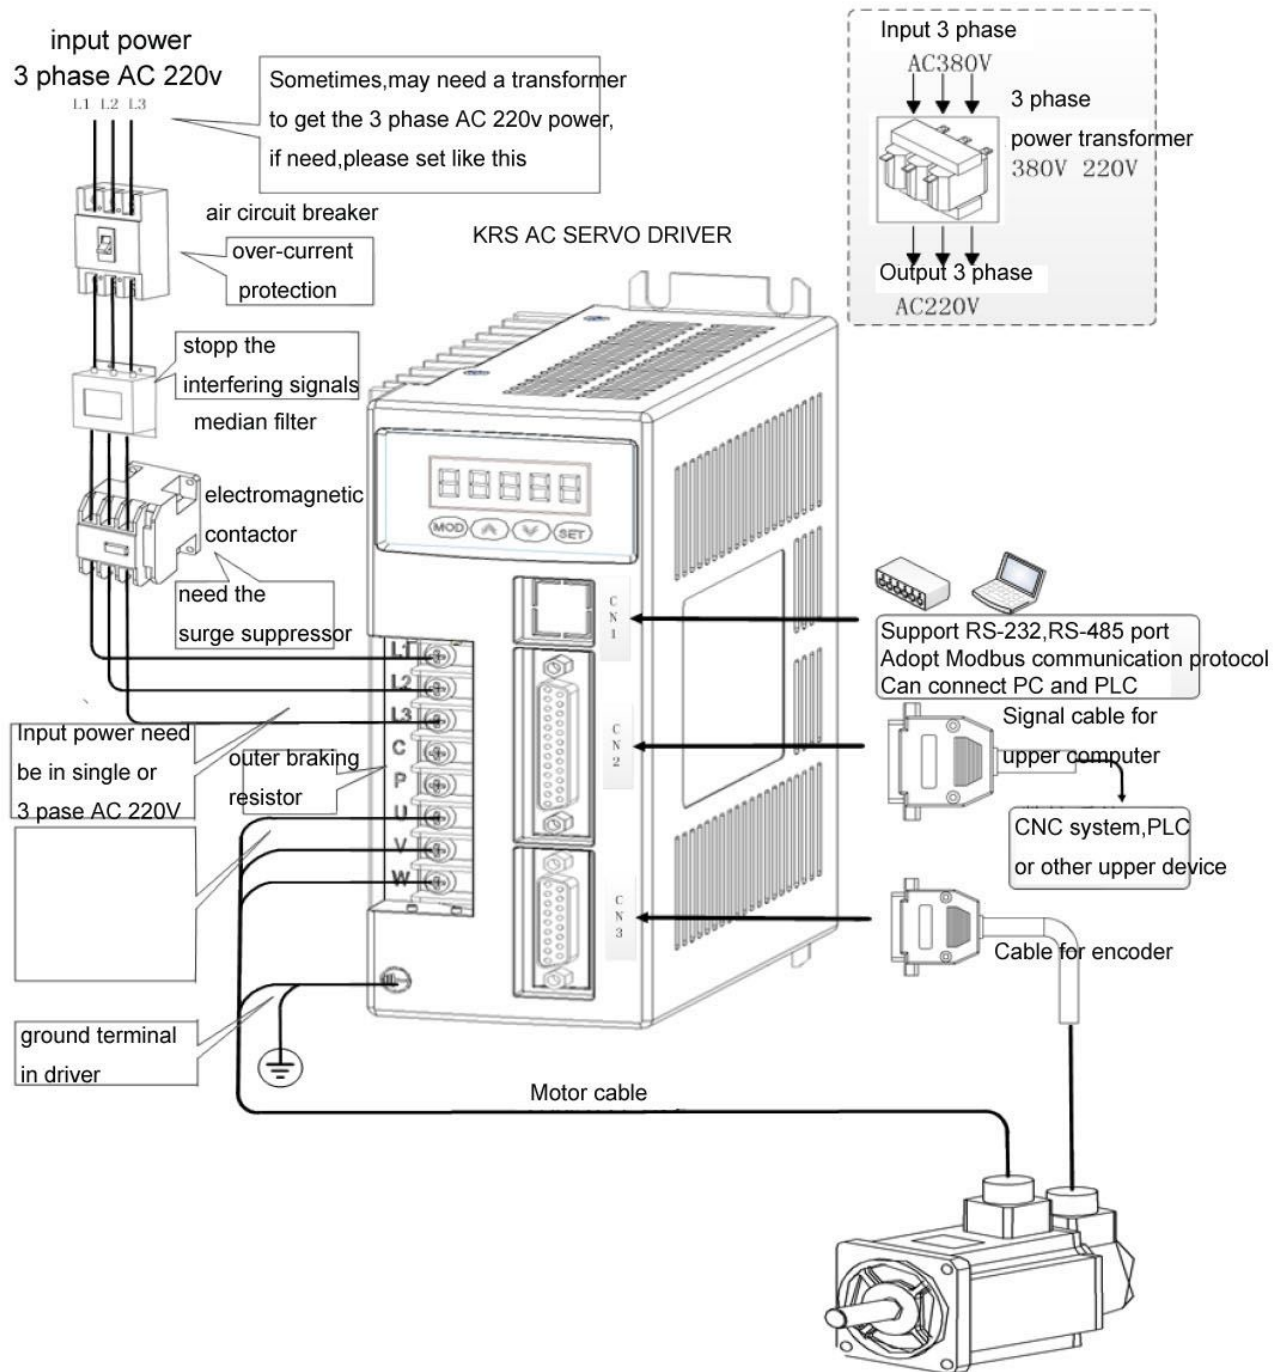 input power
3 phase AC 220v
L1 L2 L3
Sometimes,may need a transformer
to get the 3 phase AC 220v power,
if need,please set like this
Input 3 phase
AC380V
3 phase
power transformer
380V 220V
Output 3 phase
AC220V
air circuit breaker
over-current
protection
KRS AC SERVO DRIVER
stopp the
interfering signals
median filter
electromagnetic
contactor
need the
surge suppressor
MOD
SET
CN1
Support RS-232,RS-485 port
Adopt Modbus communication protocol
Can connect PC and PLC
L1
L2
L3
C
P
U
V
W
Input power need
be in single or
3 pase AC 220V
outer braking
resistor
CN2
Signal cable for
upper computer
CNC system,PLC
or other upper device
CN3
Cable for encoder
ground terminal
in driver
Motor cable